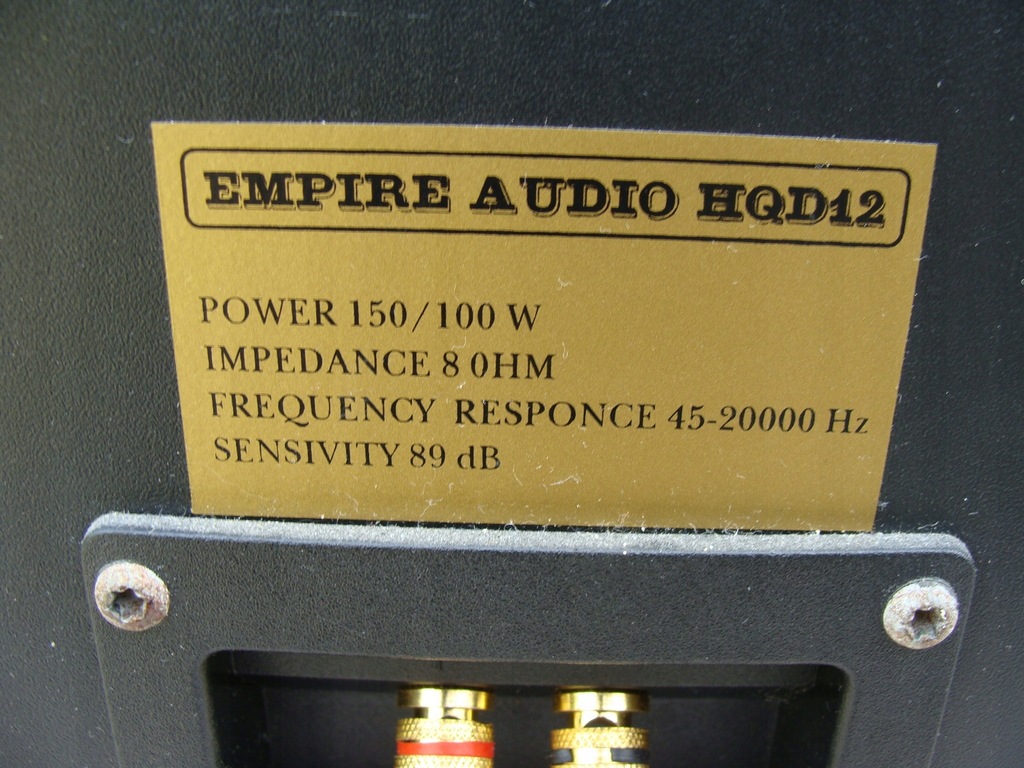 EMPIRE AUDIO HQD12
POWER 150/100 W
IMPEDANCE 8 0HM
FREQUENCY RESPONCE 45-20000 Hz
SENSIVITY 89 dB